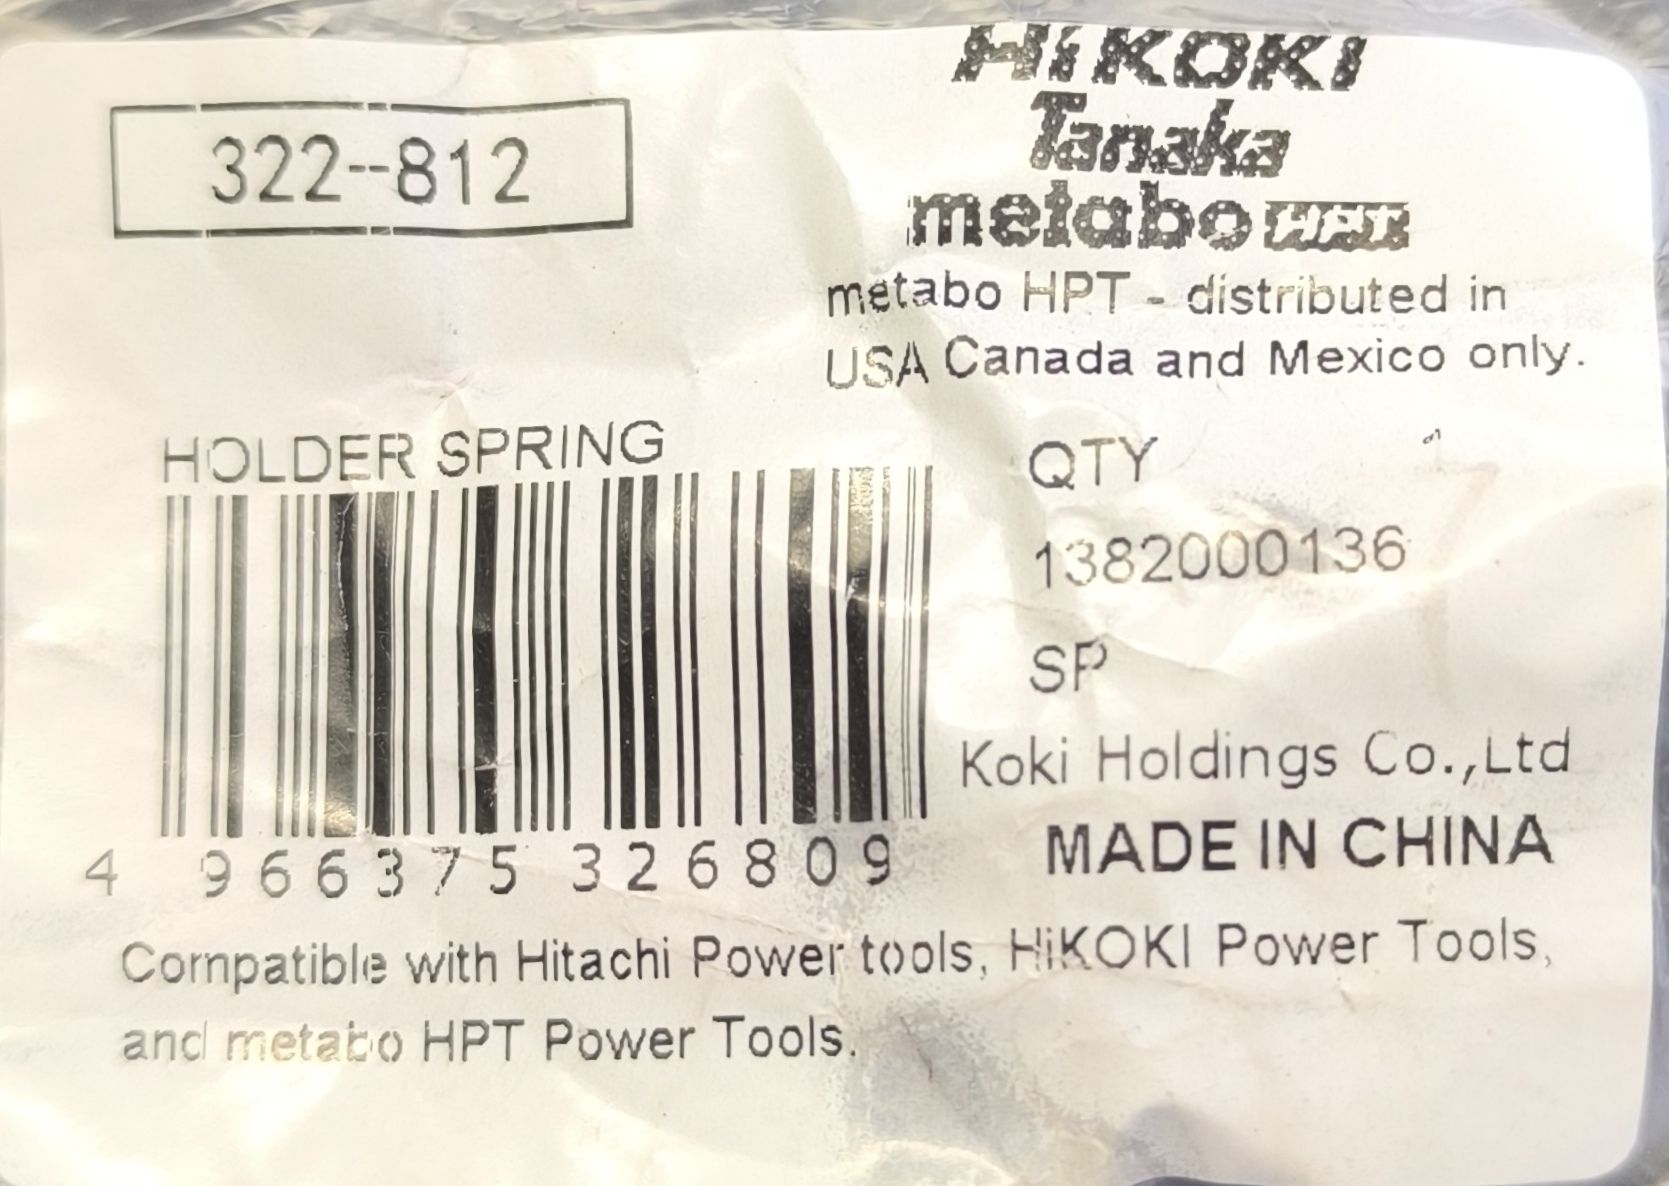 HiKOKI
Tanaka
metabo HPT
322--812
metabo HPT - distributed in
USA Canada and Mexico only.
HOLDER SPRING
QTY
1382000136
SP
Koki Holdings Co.,Ltd
MADE IN CHINA
4 966375 326809
Compatible with Hitachi Power tools, HiKOKI Power Tools,
and metabo HPT Power Tools.